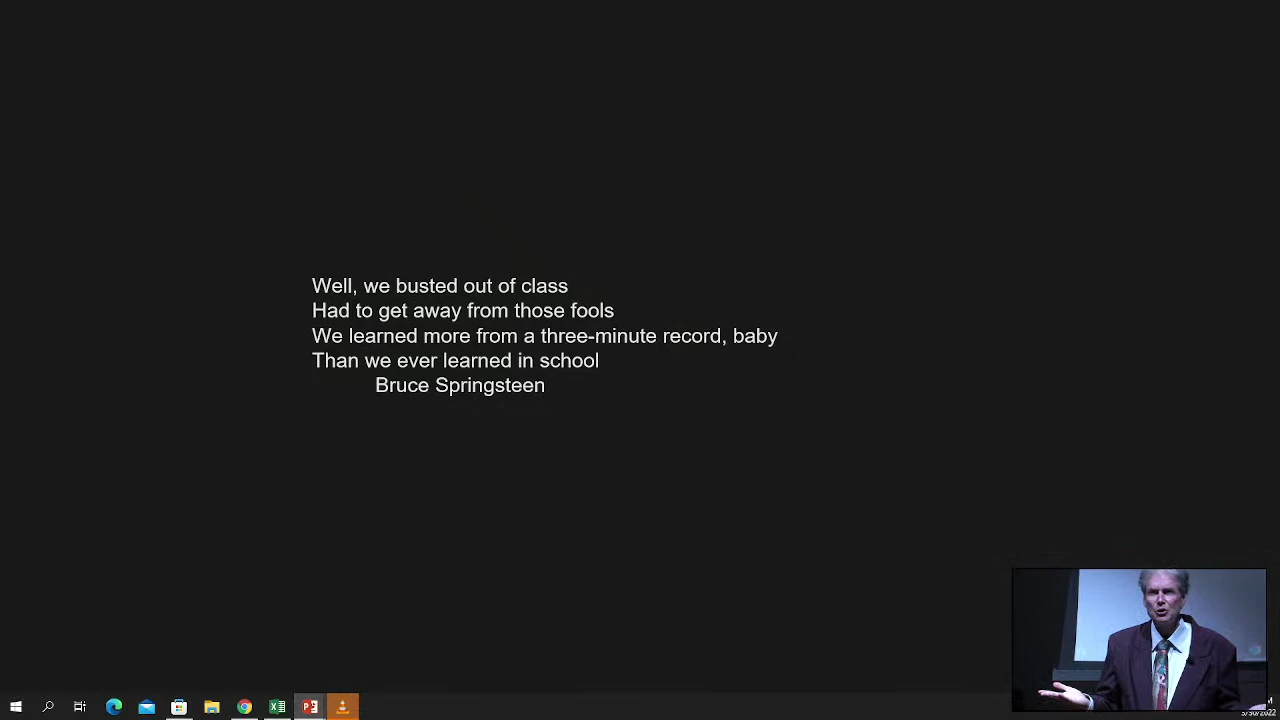 Well, we busted out of class
Had to get away from those fools
We learned more from a three-minute record, baby
Than we ever learned in school
Bruce Springsteen